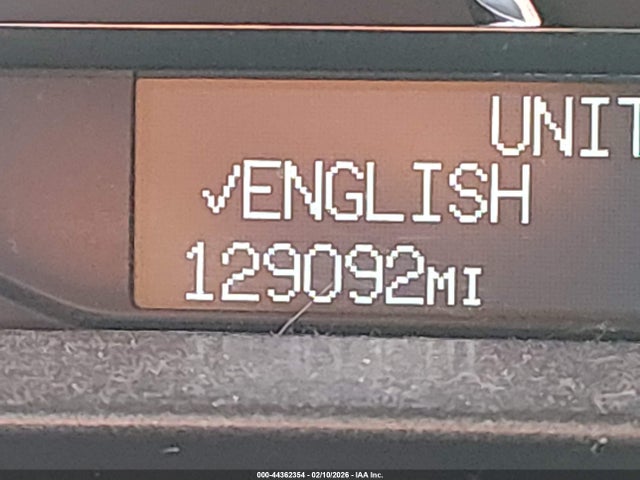 UNIT
✓ENGLISH
129092MI
000-44362354 - 02/10/2026 - IAA Inc.